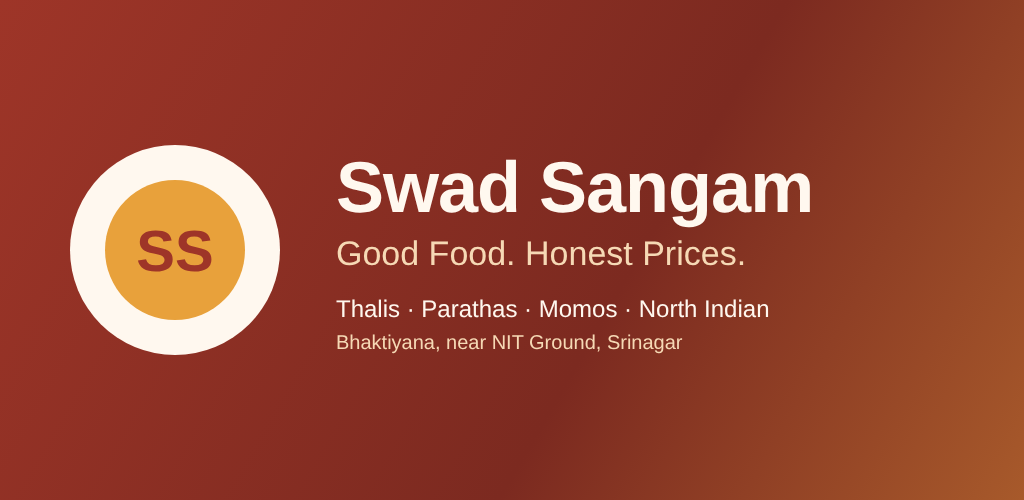 SS
Swad Sangam
Good Food. Honest Prices.
Thalis · Parathas · Momos · North Indian
Bhaktiyana, near NIT Ground, Srinagar